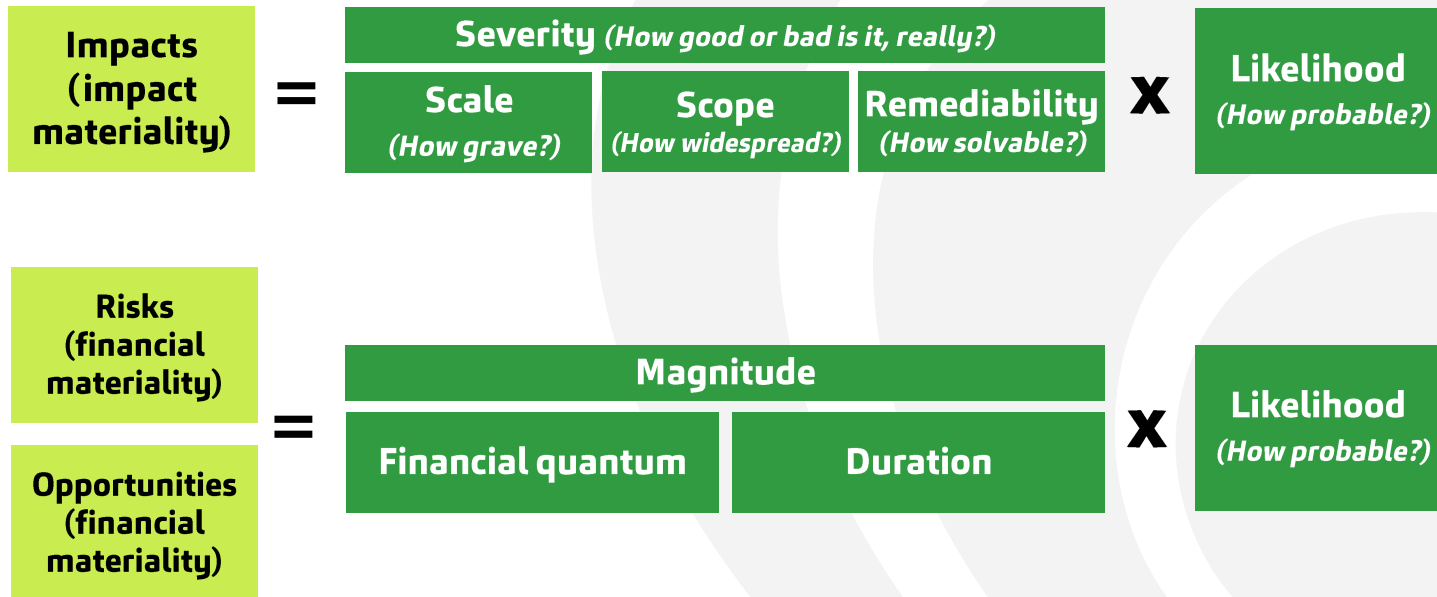 Impacts
(impact
materiality)
=
Severity (How good or bad is it, really?)
Scale
(How grave?)
Scope
(How widespread?)
Remediability
(How solvable?)
x
Likelihood
(How probable?)
Risks
(financial
materiality)
Opportunities
(financial
materiality)
=
Magnitude
Financial quantum
Duration
x
Likelihood
(How probable?)